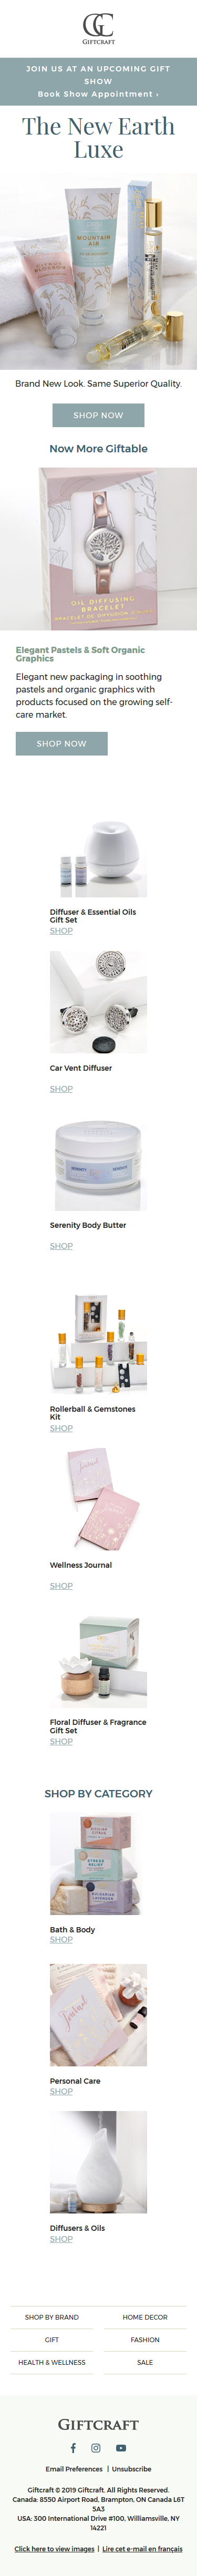 GC
GIFTCRAFT
JOIN US AT AN UPCOMING GIFT
SHOW
Book Show Appointment ›
The New Earth
Luxe
CITRUS
BLOSSOM
MOUNTAIN
AIR
Brand New Look. Same Superior Quality.
SHOP NOW
Now More Giftable
OIL DIFFUSING
BRACELET
Elegant Pastels & Soft Organic
Graphics
Elegant new packaging in soothing
pastels and organic graphics with
products focused on the growing self-
care market.
SHOP NOW
Diffuser & Essential Oils
Gift Set
SHOP
Car Vent Diffuser
SHOP
SERENITY
Serenity Body Butter
SHOP
Rollerball & Gemstones
Kit
SHOP
Journal
Wellness Journal
SHOP
Floral Diffuser & Fragrance
Gift Set
SHOP
SHOP BY CATEGORY
CITRUS
STRESS
RELIEF
LAVENDER
Bath & Body
SHOP
Journal
Personal Care
SHOP
Diffusers & Oils
SHOP
SHOP BY BRAND HOME DECOR
GIFT FASHION
HEALTH & WELLNESS SALE
GIFTCRAFT
Email Preferences | Unsubscribe
Giftcraft © 2019 Giftcraft. All Rights Reserved.
Canada: 8550 Airport Road, Brampton, ON Canada L6T
5A3
USA: 300 International Drive #100, Williamsville, NY
14221
Click here to view images | Lire cet e-mail en français